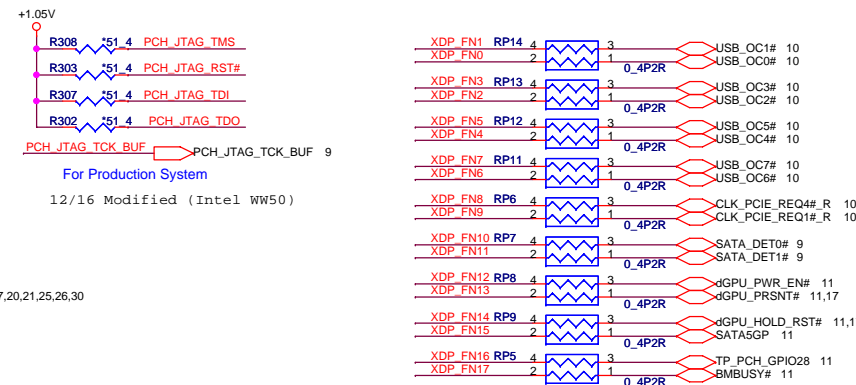 +1.05V
R308 *51_4 PCH_JTAG_TMS
R303 *51_4 PCH_JTAG_RST#
R307 *51_4 PCH_JTAG_TDI
R302 *51_4 PCH_JTAG_TDO
PCH_JTAG_TCK_BUF PCH_JTAG_TCK_BUF 9
For Production System
12/16 Modified (Intel WW50)
7,20,21,25,26,30
XDP_FN1 RP14 4 3 USB_OC1# 10
XDP_FN0 2 1 USB_OC0# 10
0_4P2R
XDP_FN3 RP13 4 3 USB_OC3# 10
XDP_FN2 2 1 USB_OC2# 10
0_4P2R
XDP_FN5 RP12 4 3 USB_OC5# 10
XDP_FN4 2 1 USB_OC4# 10
0_4P2R
XDP_FN7 RP11 4 3 USB_OC7# 10
XDP_FN6 2 1 USB_OC6# 10
0_4P2R
XDP_FN8 RP6 4 3 CLK_PCIE_REQ4#_R 10
XDP_FN9 2 1 CLK_PCIE_REQ1#_R 10
0_4P2R
XDP_FN10 RP7 4 3 SATA_DET0# 9
XDP_FN11 2 1 SATA_DET1# 9
0_4P2R
XDP_FN12 RP8 4 3 dGPU_PWR_EN# 11
XDP_FN13 2 1 dGPU_PRSNT# 11,17
0_4P2R
XDP_FN14 RP9 4 3 dGPU_HOLD_RST# 11,1
XDP_FN15 2 1 SATA5GP 11
0_4P2R
XDP_FN16 RP5 4 3 TP_PCH_GPIO28 11
XDP_FN17 2 1 BMBUSY# 11
0_4P2R